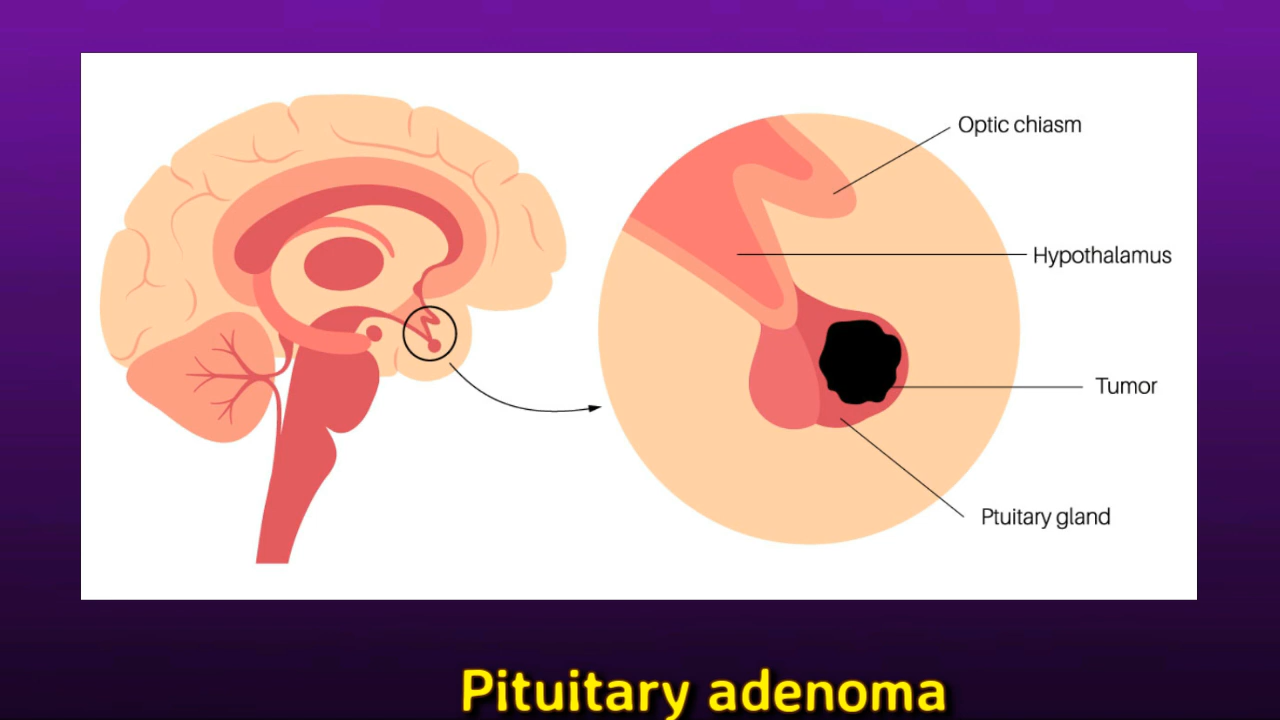 Optic chiasm
Hypothalamus
Tumor
Ptuitary gland
Pituitary adenoma